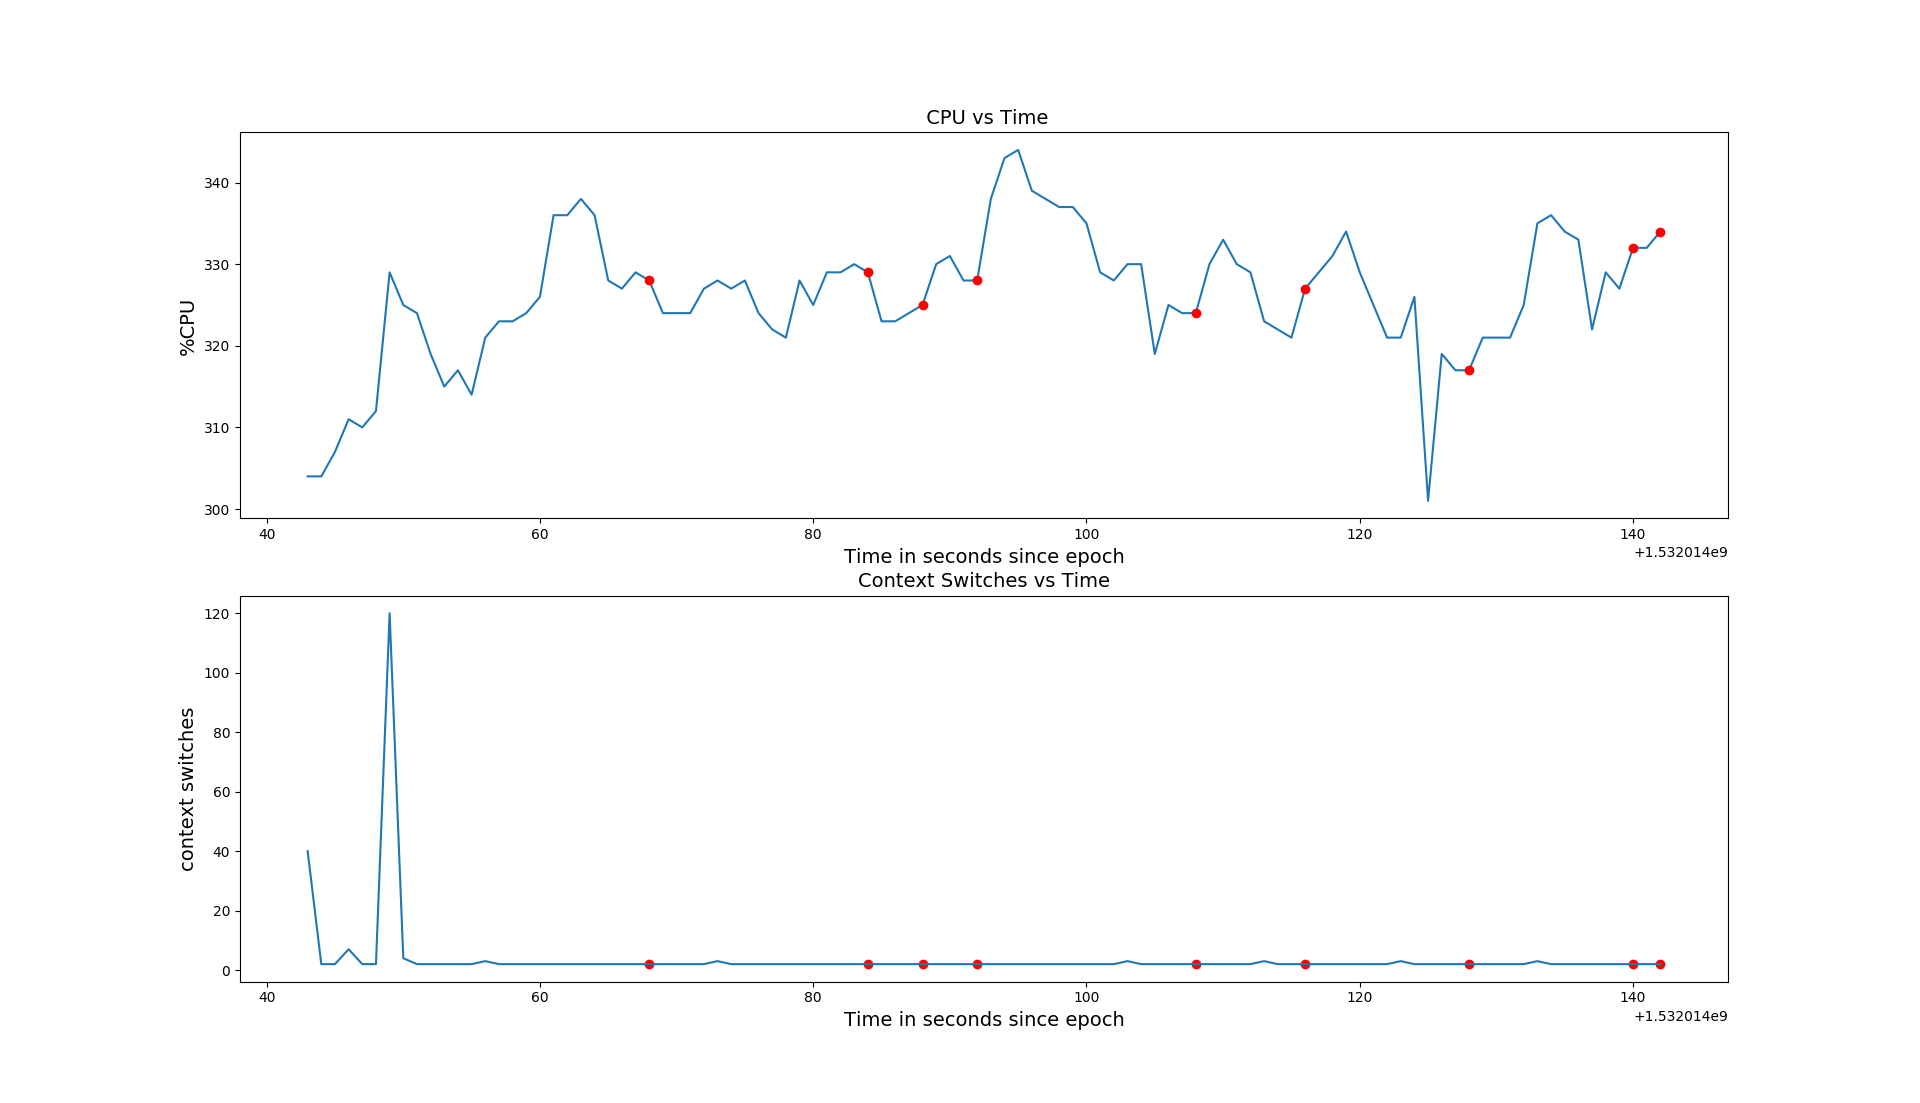 CPU vs Time
340
330
320
310
300
%CPU
40 60 80 100 120 140
+1.532014e9
Time in seconds since epoch
Context Switches vs Time
120
100
80
60
40
20
0
context switches
40 60 80 100 120 140
+1.532014e9
Time in seconds since epoch